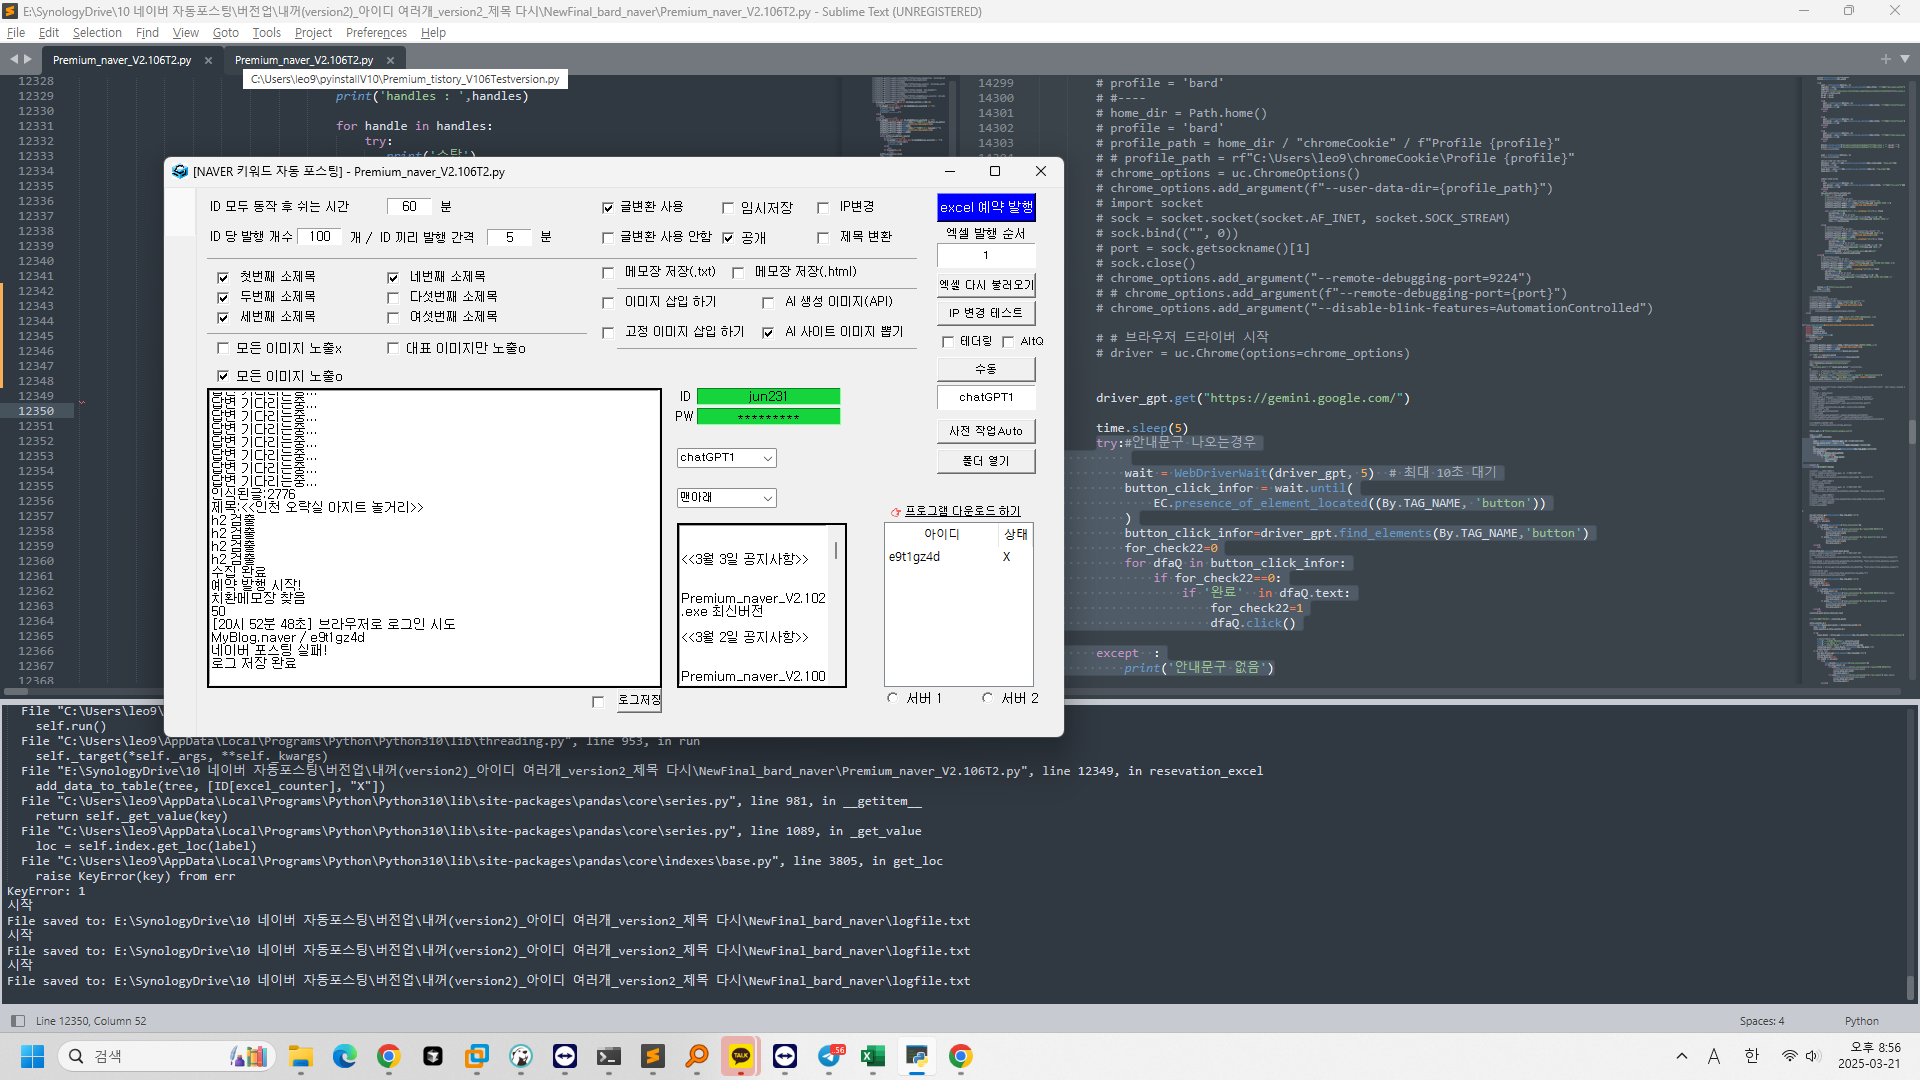 E:\SynologyDrive\10 네이버 자동포스팅\버전업\내꺼(version2)_아이디 여러개_version2_제목 다시\NewFinal_bard_naver\Premium_naver_V2.106T2.py - Sublime Text (UNREGISTERED)
File Edit Selection Find View Goto Tools Project Preferences Help
Premium_naver_V2.106T2.py ×
Premium_naver_V2.106T2.py ×
C:\Users\leo9\pyinstallV10\Premium_tistory_V106Testversion.py
12328
12329 print('handles : ',handles)
12330
12331 for handle in handles:
12332 try:
12333
12334
12335
12336
12337
12338
12339
12340
12341
12342
12343
12344
12345
12346
12347
12348
12349
12350
12351
12352
12353
12354
12355
12356
12357
12358
12359
12360
12361
12362
12363
12364
12365
12366
12367
12368
[NAVER 키워드 자동 포스팅] - Premium_naver_V2.106T2.py
ID 모두 동작 후 쉬는 시간 60 분
ID 당 발행 개수 100 개 / ID 끼리 발행 간격 5 분
글변환 사용 임시저장 IP변경
글변환 사용 안함 공개 제목 변환
첫번째 소제목 네번째 소제목
두번째 소제목 다섯번째 소제목
세번째 소제목 여섯번째 소제목
메모장 저장(.txt) 메모장 저장(.html)
이미지 삽입 하기 AI 생성 이미지(API)
고정 이미지 삽입 하기 AI 사이트 이미지 뽑기
모든 이미지 노출x 대표 이미지만 노출o
모든 이미지 노출o
excel 예약 발행
엑셀 발행 순서
1
엑셀 다시 불러오기
IP 변경 테스트
테더링 AltQ
수동
chatGPT1
사전 작업Auto
폴더 열기
답변 기다리는중...
답변 기다리는중...
답변 기다리는중...
답변 기다리는중...
답변 기다리는중...
답변 기다리는중...
답변 기다리는중...
답변 기다리는중...
인식된글:2776
제목:<<인천 오락실 아지트 놀거리>>
h2 검출
h2 검출
h2 검출
h2 검출
수집 완료
예약 발행 시작!
치환메모장 찾음
50
[20시 52분 48초] 브라우저로 로그인 시도
MyBlog.naver / e9t1gz4d
네이버 포스팅 실패!
로그 저장 완료
로그저장
ID jun231
PW *********
chatGPT1
맨아래
<<3월 3일 공지사항>>
Premium_naver_V2.102
.exe 최신버전
<<3월 2일 공지사항>>
Premium_naver_V2.100
프로그램 다운로드 하기
아이디 상태
e9t1gz4d X
서버 1 서버 2
14299 # profile = 'bard'
14300 # #----
14301 # home_dir = Path.home()
14302 # profile = 'bard'
14303 # profile_path = home_dir / "chromeCookie" / f"Profile {profile}"
# # profile_path = rf"C:\Users\leo9\chromeCookie\Profile {profile}"
# chrome_options = uc.ChromeOptions()
# chrome_options.add_argument(f"--user-data-dir={profile_path}")
# import socket
# sock = socket.socket(socket.AF_INET, socket.SOCK_STREAM)
# sock.bind(("", 0))
# port = sock.getsockname()[1]
# sock.close()
# chrome_options.add_argument("--remote-debugging-port=9224")
# # chrome_options.add_argument(f"--remote-debugging-port={port}")
# chrome_options.add_argument("--disable-blink-features=AutomationControlled")
# # 브라우저 드라이버 시작
# driver = uc.Chrome(options=chrome_options)
driver_gpt.get("https://gemini.google.com/")
time.sleep(5)
try:#안내문구 나오는경우
wait = WebDriverWait(driver_gpt, 5) # 최대 10초 대기
button_click_infor = wait.until(
EC.presence_of_element_located((By.TAG_NAME, 'button'))
)
button_click_infor=driver_gpt.find_elements(By.TAG_NAME,'button')
for_check22=0
for dfaQ in button_click_infor:
if for_check22==0:
if '완료' in dfaQ.text:
for_check22=1
dfaQ.click()
except :
print('안내문구 없음')
File "C:\Users\leo9\
self.run()
File "C:\Users\leo9\AppData\Local\Programs\Python\Python310\lib\threading.py", line 953, in run
self._target(*self._args, **self._kwargs)
File "E:\SynologyDrive\10 네이버 자동포스팅\버전업\내꺼(version2)_아이디 여러개_version2_제목 다시\NewFinal_bard_naver\Premium_naver_V2.106T2.py", line 12349, in resevation_excel
add_data_to_table(tree, [ID[excel_counter], "X"])
File "C:\Users\leo9\AppData\Local\Programs\Python\Python310\lib\site-packages\pandas\core\series.py", line 981, in __getitem__
return self._get_value(key)
File "C:\Users\leo9\AppData\Local\Programs\Python\Python310\lib\site-packages\pandas\core\series.py", line 1089, in _get_value
loc = self.index.get_loc(label)
File "C:\Users\leo9\AppData\Local\Programs\Python\Python310\lib\site-packages\pandas\core\indexes\base.py", line 3805, in get_loc
raise KeyError(key) from err
KeyError: 1
시작
File saved to: E:\SynologyDrive\10 네이버 자동포스팅\버전업\내꺼(version2)_아이디 여러개_version2_제목 다시\NewFinal_bard_naver\logfile.txt
시작
File saved to: E:\SynologyDrive\10 네이버 자동포스팅\버전업\내꺼(version2)_아이디 여러개_version2_제목 다시\NewFinal_bard_naver\logfile.txt
시작
File saved to: E:\SynologyDrive\10 네이버 자동포스팅\버전업\내꺼(version2)_아이디 여러개_version2_제목 다시\NewFinal_bard_naver\logfile.txt
Line 12350, Column 52 Spaces: 4 Python
검색
TALK
56
A 한
오후 8:56
2025-03-21